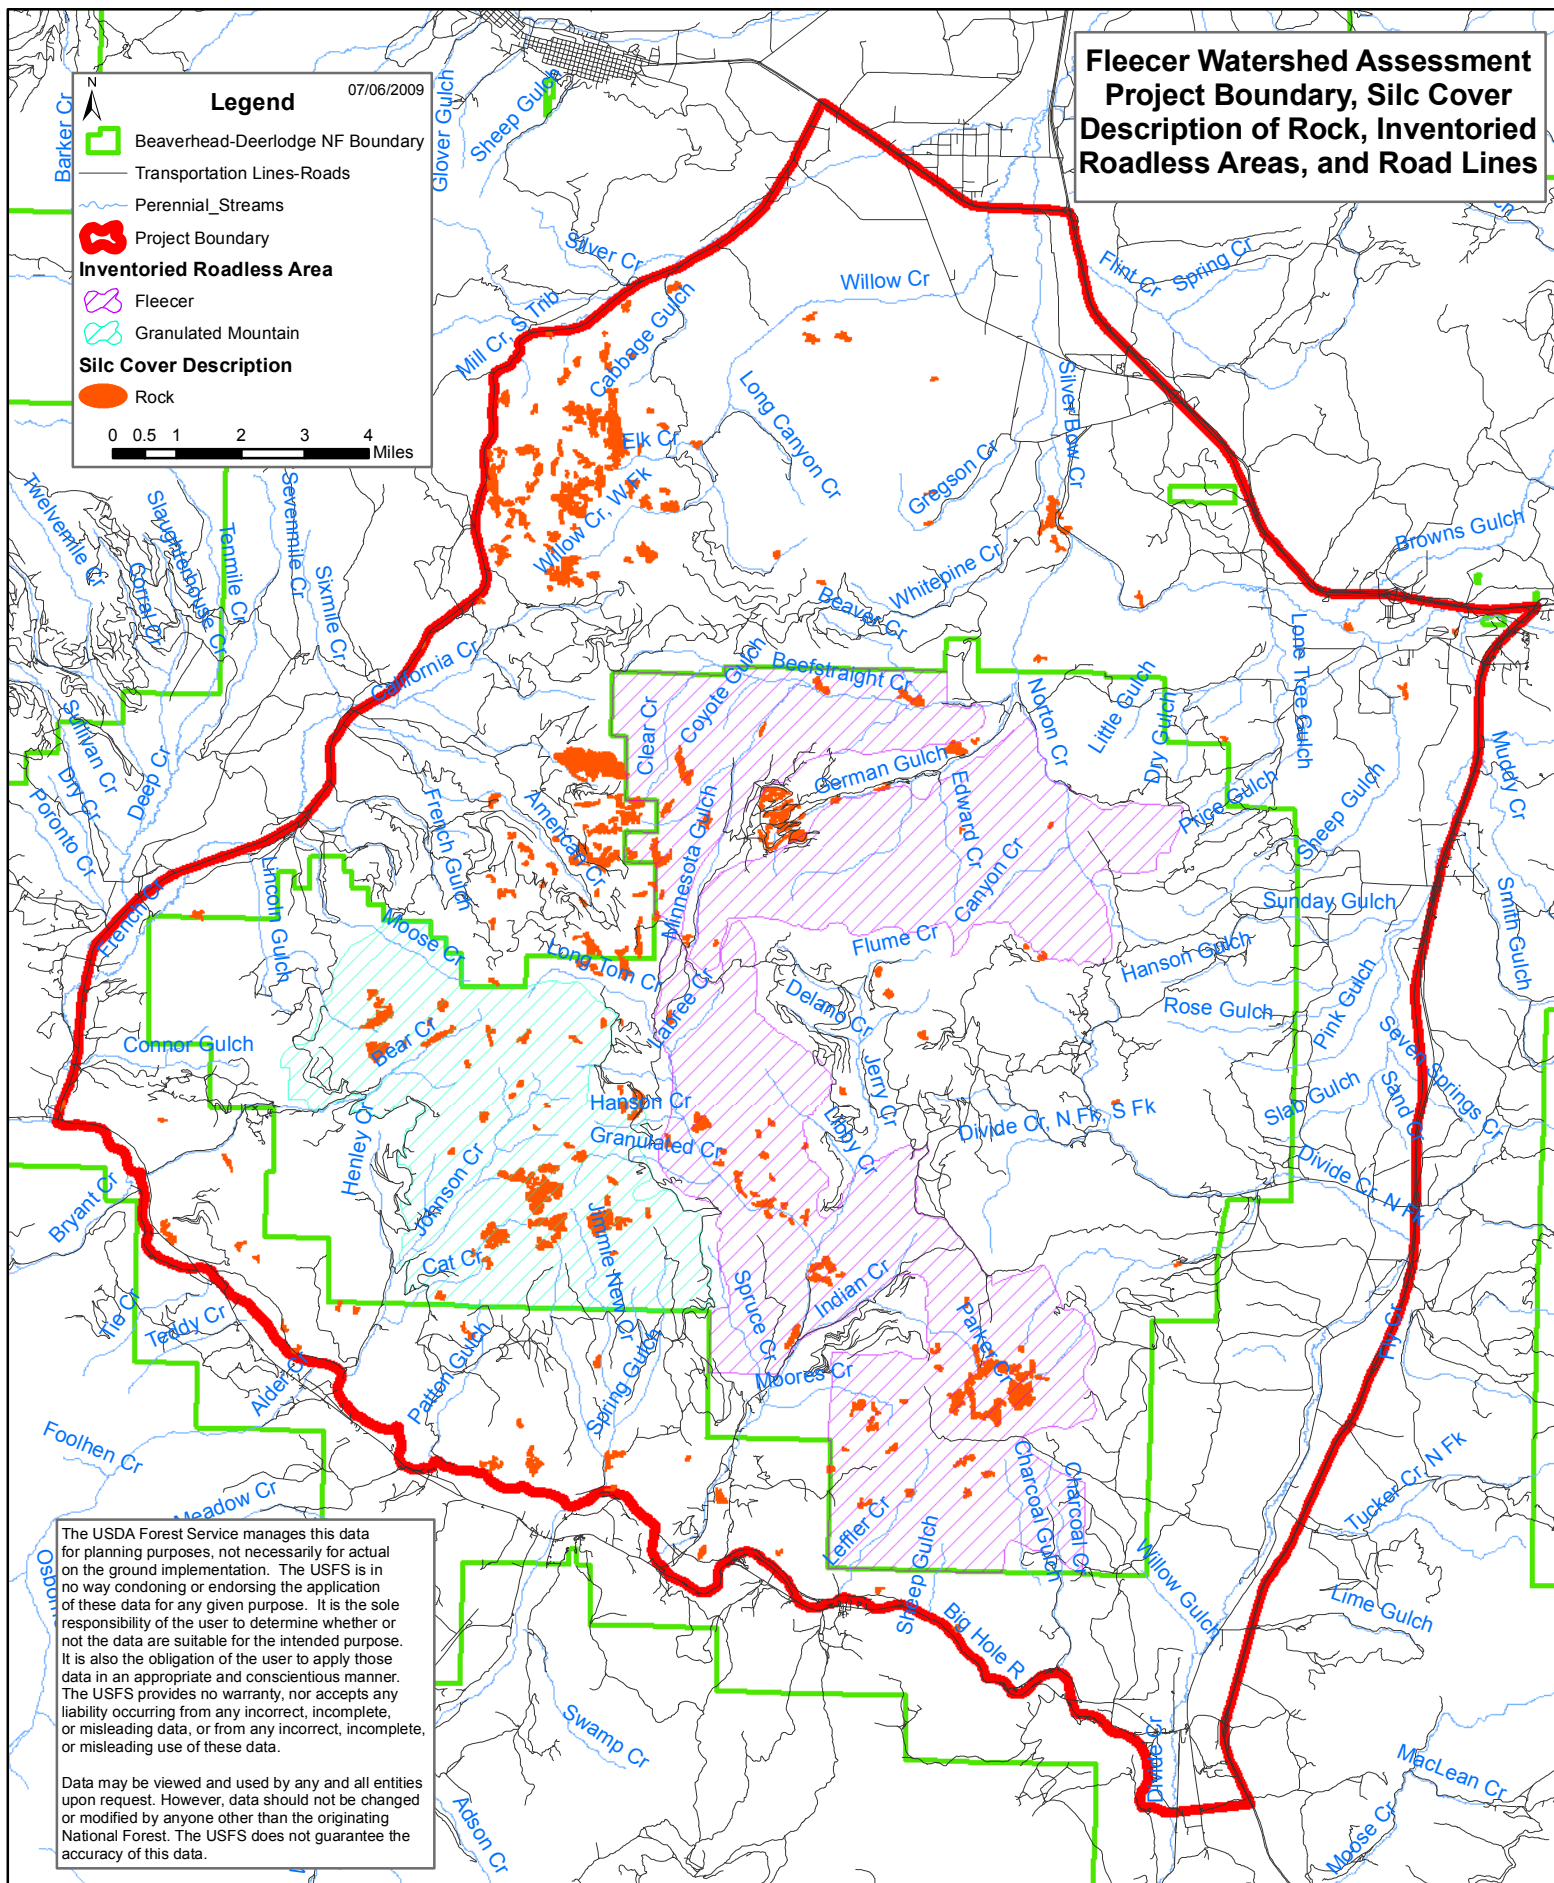 Fleecer Watershed Assessment
Project Boundary, Silc Cover
Description of Rock, Inventoried
Roadless Areas, and Road Lines
N
Legend
07/06/2009
Beaverhead-Deerlodge NF Boundary
Transportation Lines-Roads
Perennial_Streams
Project Boundary
Inventoried Roadless Area
Fleecer
Granulated Mountain
Silc Cover Description
Rock
0 0.5 1 2 3 4
Miles
Barker Cr
Glover Gulch
Sheep Gulch
Silver Cr
Mill Cr, S Trib
Cabbage Gulch
Willow Cr
Flint Cr
Spring Cr
Long Canyon Cr
Silver Bow Cr
Elk Cr
Willow Cr, W Fk
Gregson Cr
Browns Gulch
Twelvemile Cr
Slaughterhouse Cr
Tenmile Cr
Sevenmile Cr
Corral Cr
Sixmile Cr
Whitepine Cr
Beaver Cr
California Cr
Beefstraight Cr
Coyote Gulch
Clear Cr
Norton Cr
Little Gulch
Dry Gulch
Lone Tree Gulch
Sullivan Cr
Dry Cr
Deep Cr
Poronto Cr
Muddy Cr
German Gulch
Price Gulch
Sheep Gulch
French Gulch
American Cr
Minnesota Gulch
Edward Cr
Canyon Cr
Lincoln Gulch
French Cr
Moose Cr
Long Tom Cr
Flume Cr
Sunday Gulch
Hanson Gulch
Smith Gulch
Labree Cr
Delano Cr
Rose Gulch
Pink Gulch
Seven Springs Cr
Connor Gulch
Bear Cr
Jerry Cr
Hanson Cr
Granulated Cr
Libby Cr
Divide Cr, N Fk, S Fk
Slab Gulch
Sand Cr
Henley Cr
Johnson Cr
Divide Cr, N Fk
Bryant Cr
Cat Cr
Jimmie New Cr
Spruce Cr
Indian Cr
Parker Cr
Fly Cr
Tie Cr
Teddy Cr
Alder Cr
Patton Gulch
Spring Gulch
Moores Cr
Foolhen Cr
Meadow Cr
Charcoal Gulch
Charcoal Cr
Tucker Cr, N Fk
Leffler Cr
Sheep Gulch
Willow Gulch
Lime Gulch
Big Hole R
Swamp Cr
Divide Cr
MacLean Cr
Moose Cr
Adson Cr
The USDA Forest Service manages this data
for planning purposes, not necessarily for actual
on the ground implementation. The USFS is in
no way condoning or endorsing the application
of these data for any given purpose. It is the sole
responsibility of the user to determine whether or
not the data are suitable for the intended purpose.
It is also the obligation of the user to apply those
data in an appropriate and conscientious manner.
The USFS provides no warranty, nor accepts any
liability occurring from any incorrect, incomplete,
or misleading data, or from any incorrect, incomplete,
or misleading use of these data.
Data may be viewed and used by any and all entities
upon request. However, data should not be changed
or modified by anyone other than the originating
National Forest. The USFS does not guarantee the
accuracy of this data.